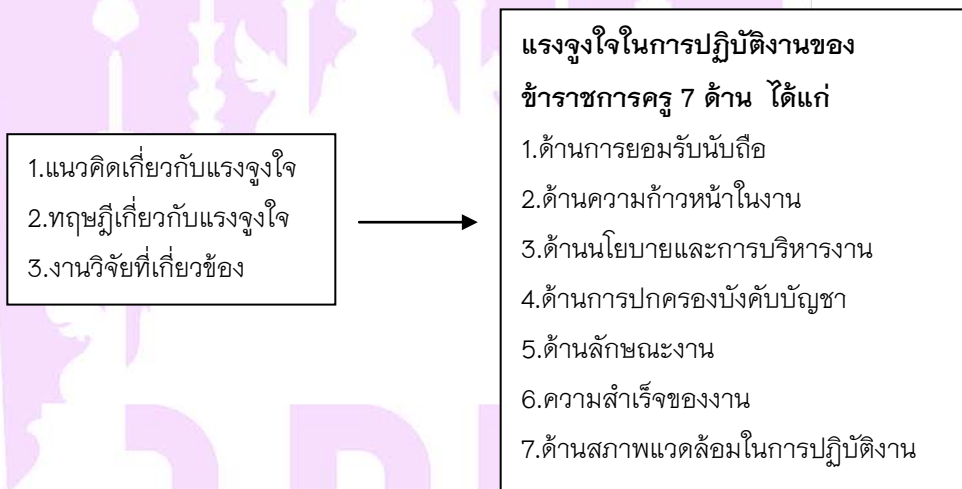 1.แนวคิดเกี่ยวกับแรงจูงใจ
2.ทฤษฎีเกี่ยวกับแรงจูงใจ
3.งานวิจัยที่เกี่ยวข้อง
แรงจูงใจในการปฏิบัติงานของ
ข้าราชการครู 7 ด้าน ได้แก่
1.ด้านการยอมรับนับถือ
2.ด้านความก้าวหน้าในงาน
3.ด้านนโยบายและการบริหารงาน
4.ด้านการปกครองบังคับบัญชา
5.ด้านลักษณะงาน
6.ความสำเร็จของงาน
7.ด้านสภาพแวดล้อมในการปฏิบัติงาน